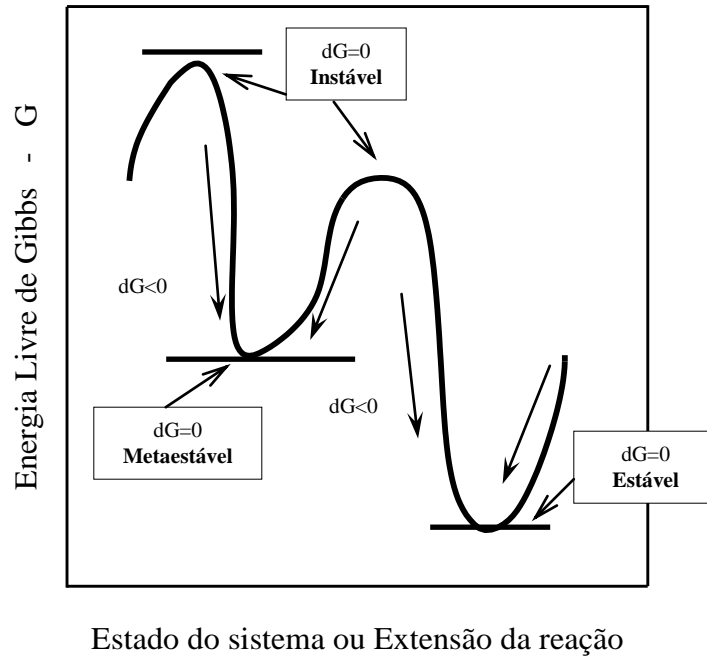 dG=0
Instável
Energia Livre de Gibbs - G
dG<0
dG<0
dG=0
Metaestável
dG=0
Estável
Estado do sistema ou Extensão da reação